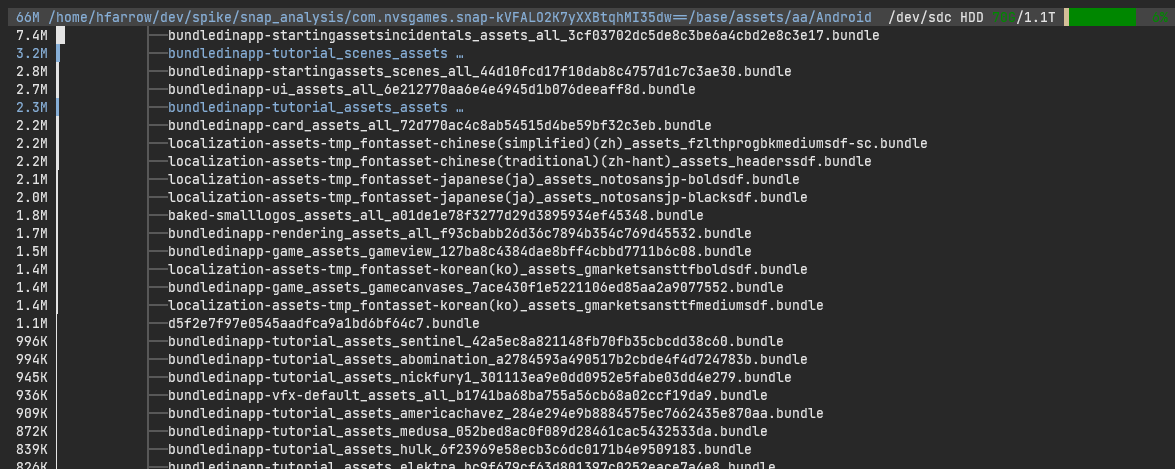 66M /home/hfarrow/dev/spike/snap_analysis/com.nvsgames.snap-kVFALO2K7yXXBtqhMI35dw==/base/assets/aa/Android /dev/sdc HDD 70G/1.1T 6%
7.4M bundledinapp-startingassetsincidentals_assets_all_3cf03702dc5de8c3be6a4cbd2e8c3e17.bundle
3.2M bundledinapp-tutorial_scenes_assets …
2.8M bundledinapp-startingassets_scenes_all_44d10fcd17f10dab8c4757d1c7c3ae30.bundle
2.7M bundledinapp-ui_assets_all_6e212770aa6e4e4945d1b076deeaff8d.bundle
2.3M bundledinapp-tutorial_assets_assets …
2.2M bundledinapp-card_assets_all_72d770ac4c8ab54515d4be59bf32c3eb.bundle
2.2M localization-assets-tmp_fontasset-chinese(simplified)(zh)_assets_fzlthprogbkmediumsdf-sc.bundle
2.2M localization-assets-tmp_fontasset-chinese(traditional)(zh-hant)_assets_headerssdf.bundle
2.1M localization-assets-tmp_fontasset-japanese(ja)_assets_notosansjp-boldsdf.bundle
2.0M localization-assets-tmp_fontasset-japanese(ja)_assets_notosansjp-blacksdf.bundle
1.8M baked-smalllogos_assets_all_a01de1e78f3277d29d3895934ef45348.bundle
1.7M bundledinapp-rendering_assets_all_f93cbabb26d36c7894b354c769d45532.bundle
1.5M bundledinapp-game_assets_gameview_127ba8c4384dae8bff4cbbd7711b6c08.bundle
1.4M localization-assets-tmp_fontasset-korean(ko)_assets_gmarketsansttfboldsdf.bundle
1.4M bundledinapp-game_assets_gamecanvases_7ace430f1e5221106ed85aa2a9077552.bundle
1.4M localization-assets-tmp_fontasset-korean(ko)_assets_gmarketsansttfmediumsdf.bundle
1.1M d5f2e7f97e0545aadfca9a1bd6bf64c7.bundle
996K bundledinapp-tutorial_assets_sentinel_42a5ec8a821148fb70fb35cbcdd38c60.bundle
994K bundledinapp-tutorial_assets_abomination_a2784593a490517b2cbde4f4d724783b.bundle
945K bundledinapp-tutorial_assets_nickfury1_301113ea9e0dd0952e5fabe03dd4e279.bundle
936K bundledinapp-vfx-default_assets_all_b1741ba68ba755a56cb68a02ccf19da9.bundle
909K bundledinapp-tutorial_assets_americachavez_284e294e9b8884575ec7662435e870aa.bundle
872K bundledinapp-tutorial_assets_medusa_052bed8ac0f089d28461cac5432533da.bundle
839K bundledinapp-tutorial_assets_hulk_6f23969e58ecb3c6dc0171b4e9509183.bundle
826K bundledinapp-tutorial_assets_elektra_bc9f679cf63d801397c0252eace7a4e8.bundle